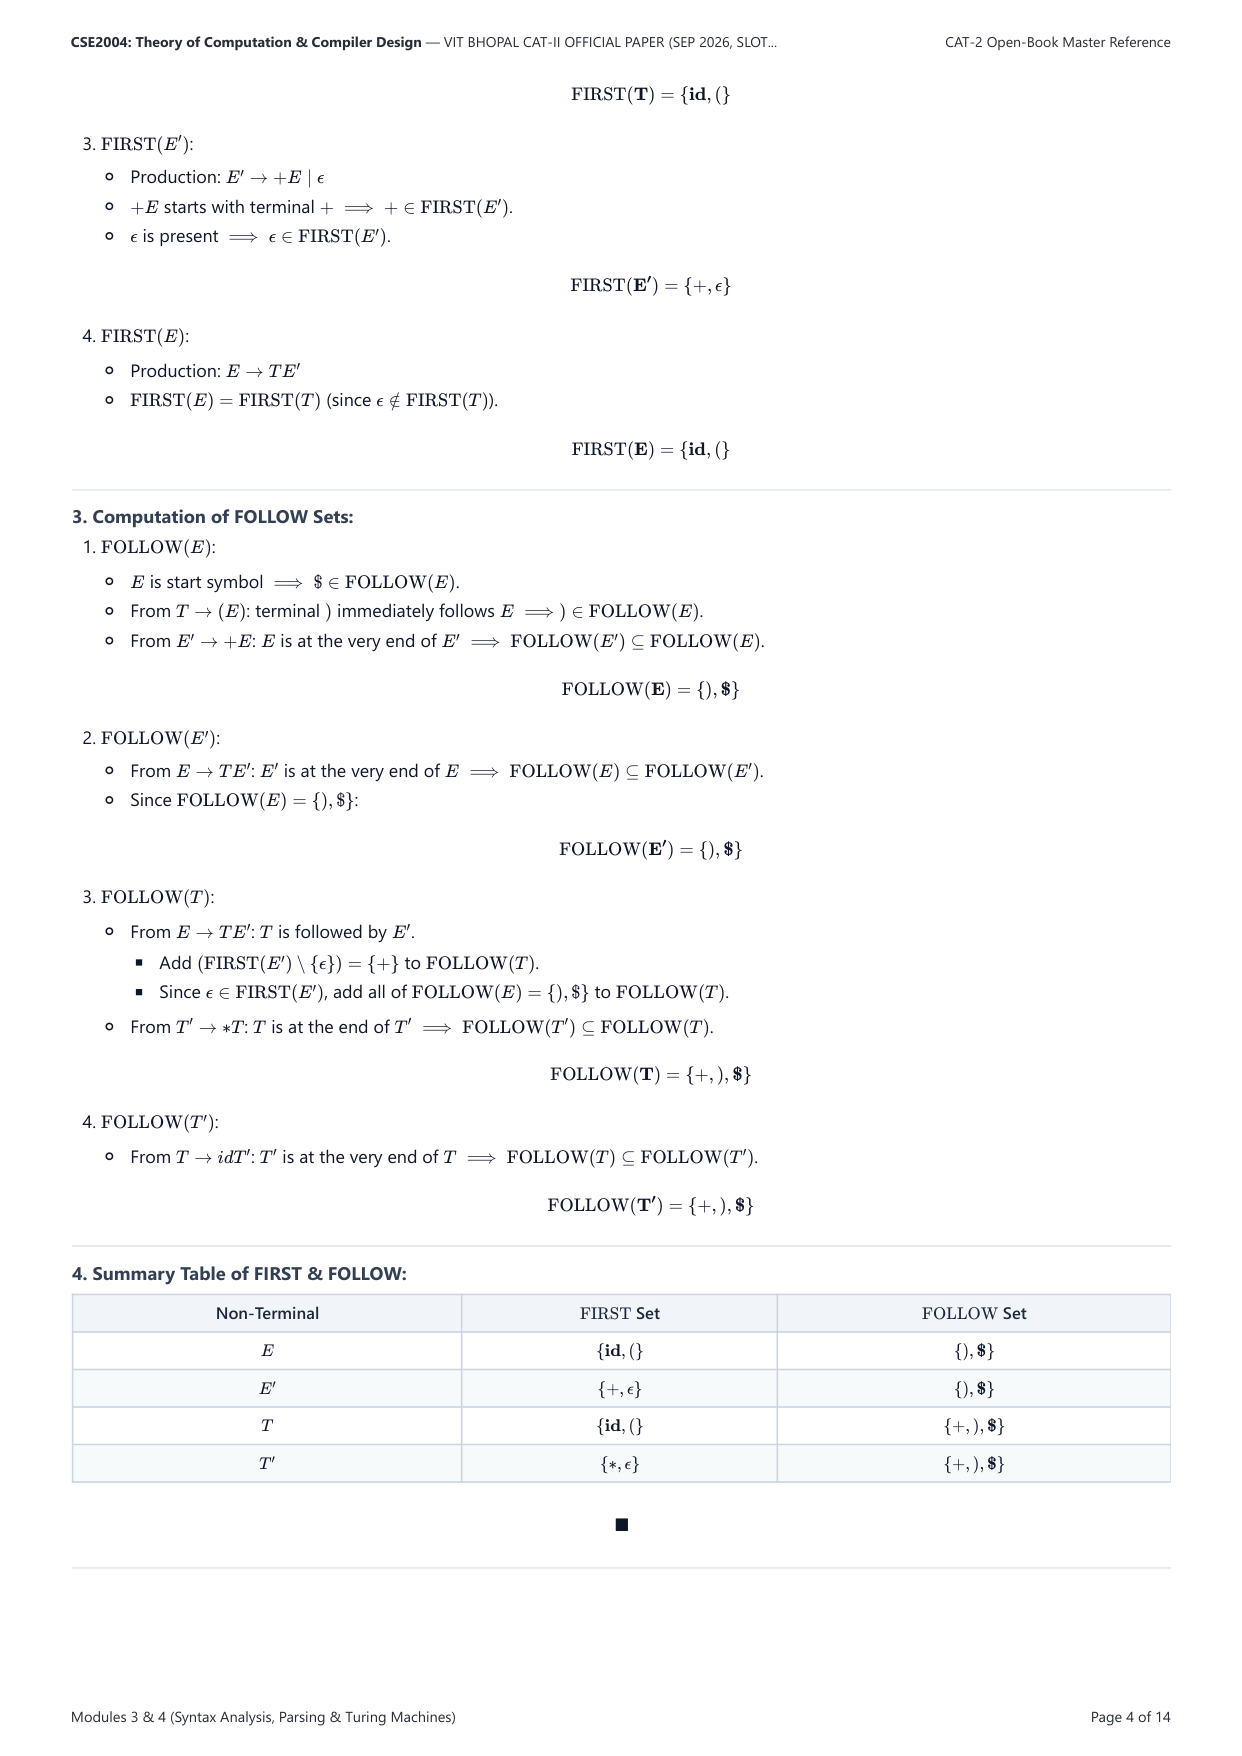 CSE2004: Theory of Computation & Compiler Design — VIT BHOPAL CAT-II OFFICIAL PAPER (SEP 2026, SLOT... CAT-2 Open-Book Master Reference
FIRST(T) = {id, (}
3. FIRST(E′):
Production: E′ → +E | ϵ
+E starts with terminal + ⟹ + ∈ FIRST(E′).
ϵ is present ⟹ ϵ ∈ FIRST(E′).
FIRST(E′) = {+, ϵ}
4. FIRST(E):
Production: E → TE′
FIRST(E) = FIRST(T) (since ϵ ∉ FIRST(T)).
FIRST(E) = {id, (}
3. Computation of FOLLOW Sets:
1. FOLLOW(E):
E is start symbol ⟹ $ ∈ FOLLOW(E).
From T → (E): terminal ) immediately follows E ⟹ ) ∈ FOLLOW(E).
From E′ → +E: E is at the very end of E′ ⟹ FOLLOW(E′) ⊆ FOLLOW(E).
FOLLOW(E) = {), $}
2. FOLLOW(E′):
From E → TE′: E′ is at the very end of E ⟹ FOLLOW(E) ⊆ FOLLOW(E′).
Since FOLLOW(E) = {), $}:
FOLLOW(E′) = {), $}
3. FOLLOW(T):
From E → TE′: T is followed by E′.
Add (FIRST(E′) \ {ϵ}) = {+} to FOLLOW(T).
Since ϵ ∈ FIRST(E′), add all of FOLLOW(E) = {), $} to FOLLOW(T).
From T′ → ∗T: T is at the end of T′ ⟹ FOLLOW(T′) ⊆ FOLLOW(T).
FOLLOW(T) = {+, ), $}
4. FOLLOW(T′):
From T → idT′: T′ is at the very end of T ⟹ FOLLOW(T) ⊆ FOLLOW(T′).
FOLLOW(T′) = {+, ), $}
4. Summary Table of FIRST & FOLLOW:
Non-Terminal FIRST Set FOLLOW Set
E {id, (} {), $}
E′ {+, ϵ} {), $}
T {id, (} {+, ), $}
T′ {∗, ϵ} {+, ), $}
■
Modules 3 & 4 (Syntax Analysis, Parsing & Turing Machines) Page 4 of 14